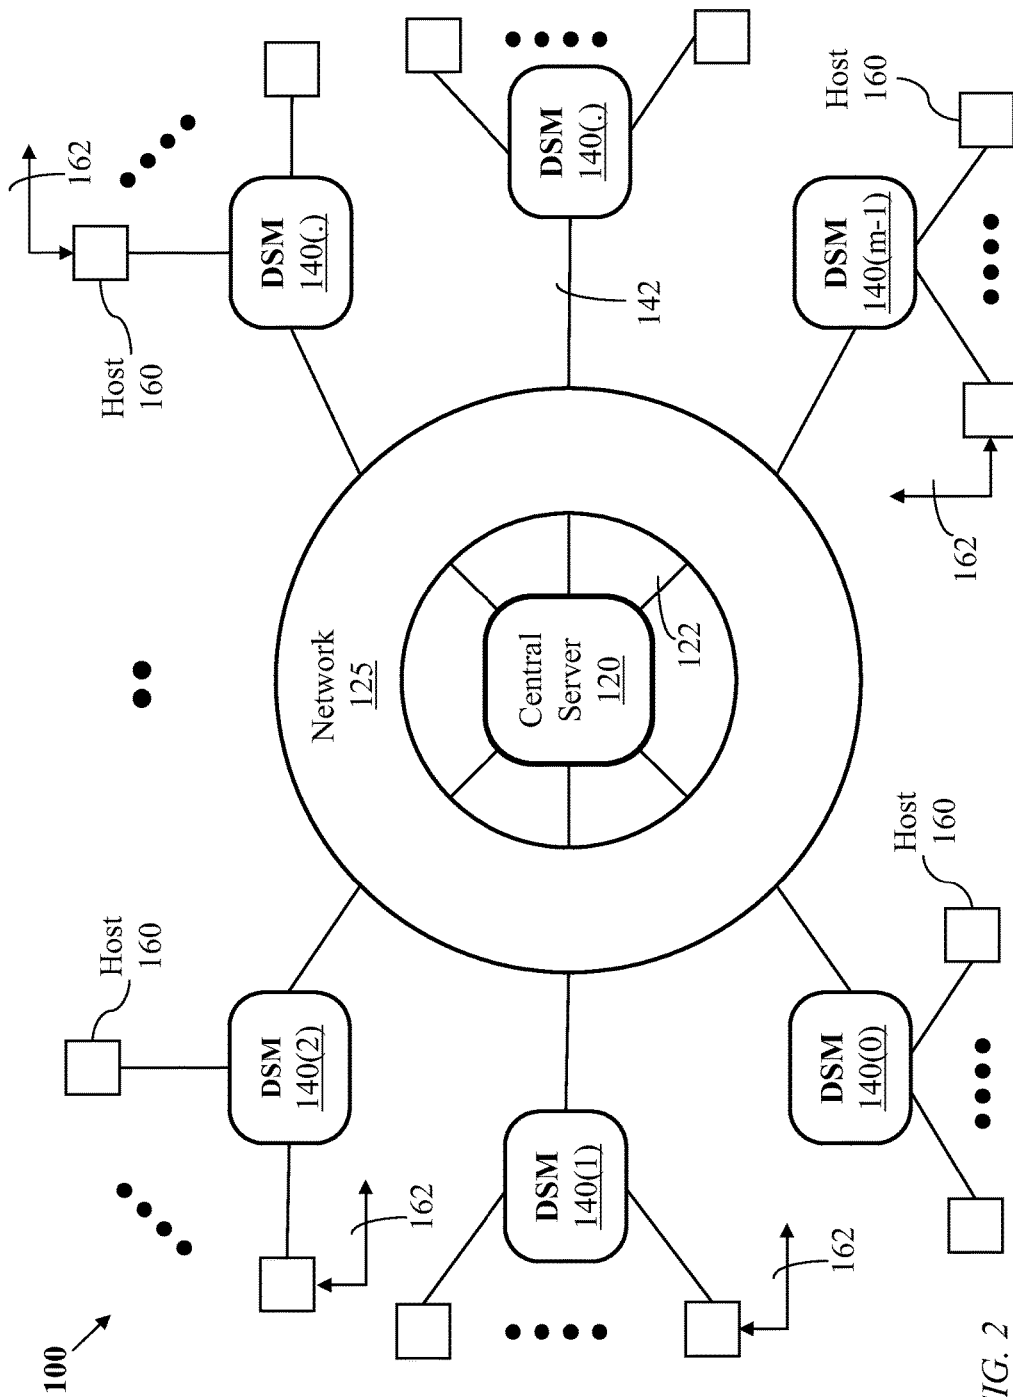 100
Host
160
Host
160
162
DSM
140(2)
DSM
140(.)
Network
125
162
DSM
140(1)
Central
Server
120
DSM
140(.)
142
122
162
DSM
140(0)
DSM
140(m-1)
Host
160
Host
160
162
FIG. 2